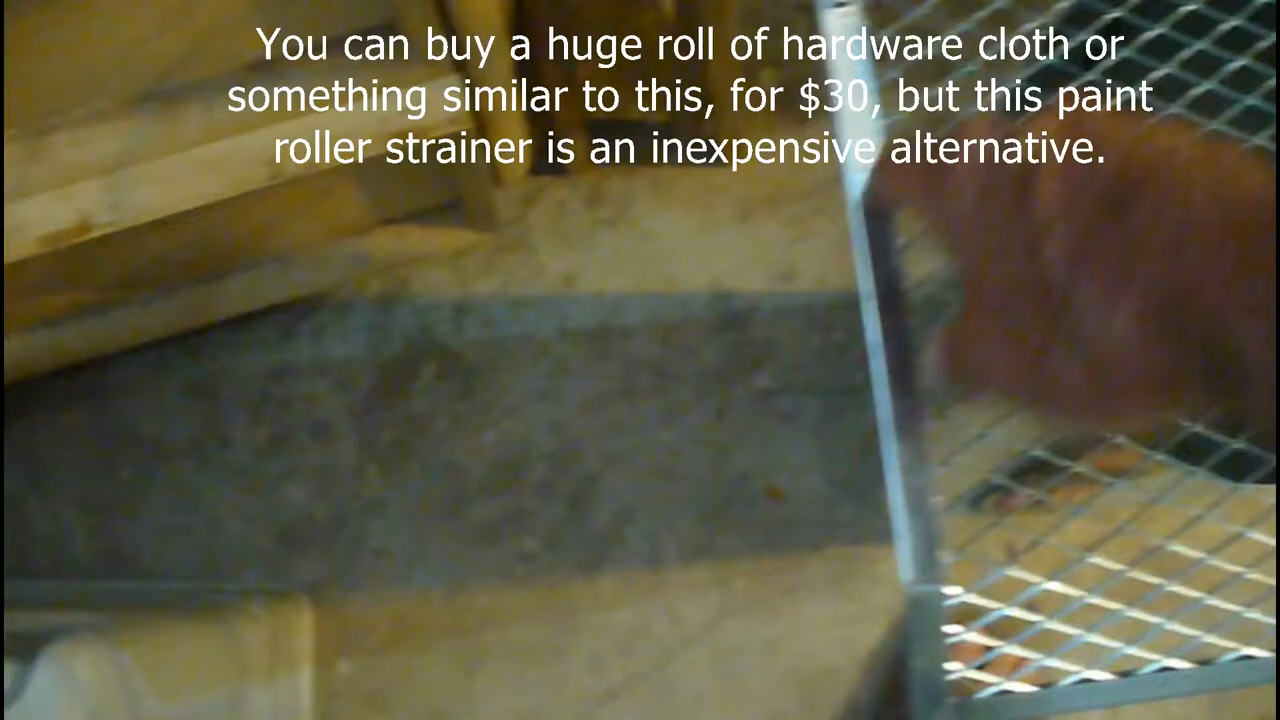 You can buy a huge roll of hardware cloth or
something similar to this, for $30, but this paint
roller strainer is an inexpensive alternative.